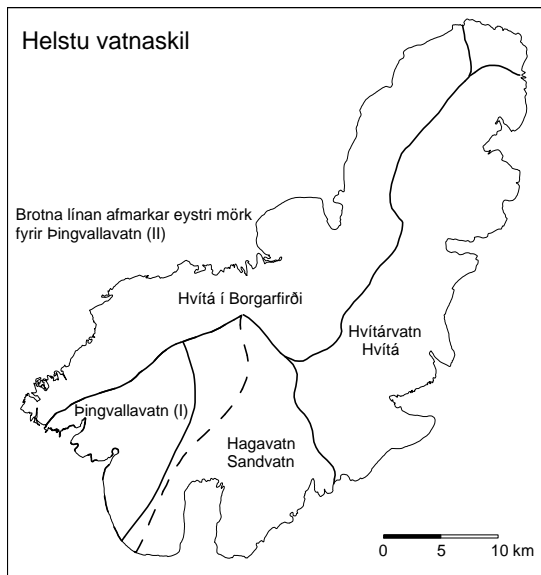 Helstu vatnaskil
Brotna línan afmarkar eystri mörk
fyrir Þingvallavatn (II)
Hvítá í Borgarfirði
Hvítárvatn
Hvítá
Þingvallavatn (I)
Hagavatn
Sandvatn
0 5 10 km